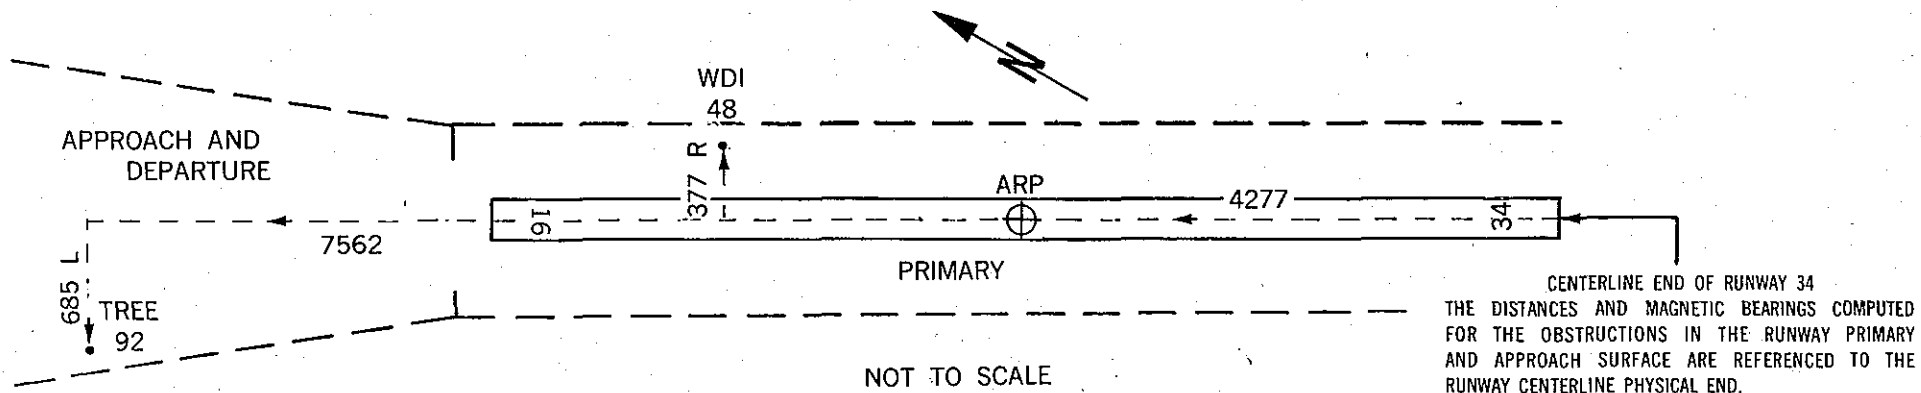 N
WDI
48
APPROACH AND
DEPARTURE
377 R
ARP
4277
16
34
7562
PRIMARY
685 L
TREE
92
CENTERLINE END OF RUNWAY 34
THE DISTANCES AND MAGNETIC BEARINGS COMPUTED
FOR THE OBSTRUCTIONS IN THE RUNWAY PRIMARY
AND APPROACH SURFACE ARE REFERENCED TO THE
RUNWAY CENTERLINE PHYSICAL END.
NOT TO SCALE